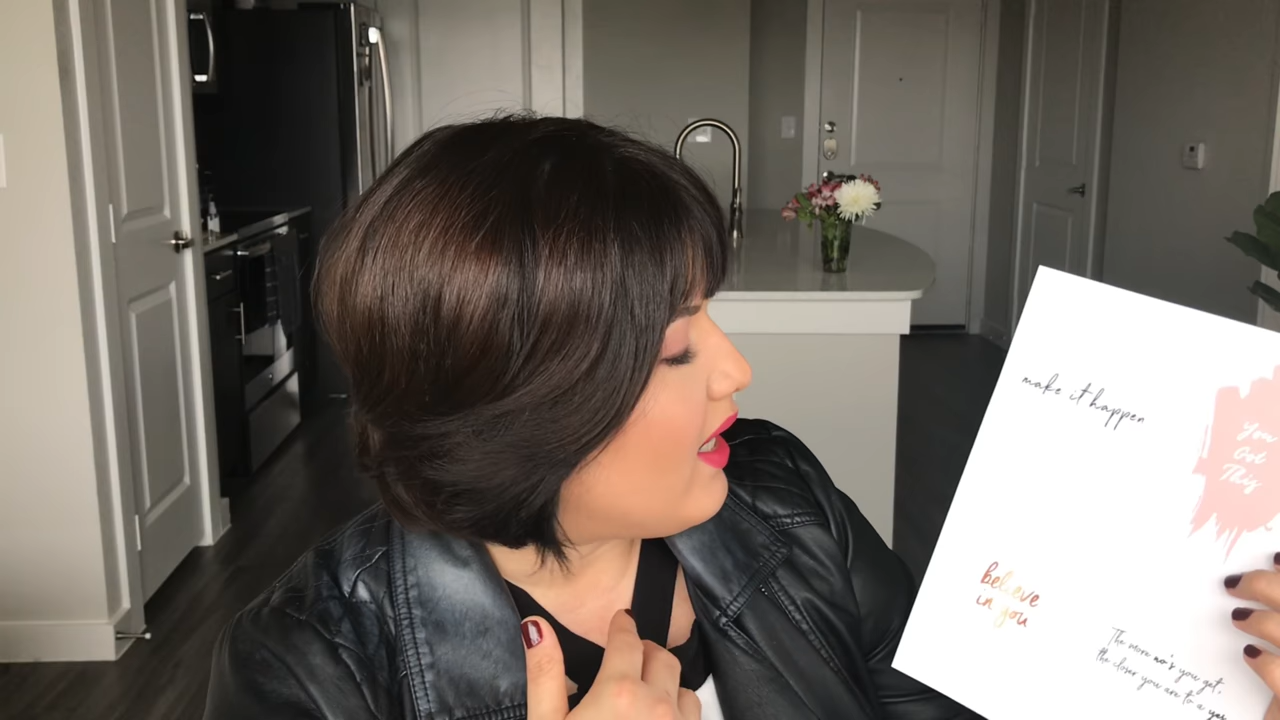 make it happen
You
Got
This
believe
in you
The more no's you get,
the closer you are to a yes